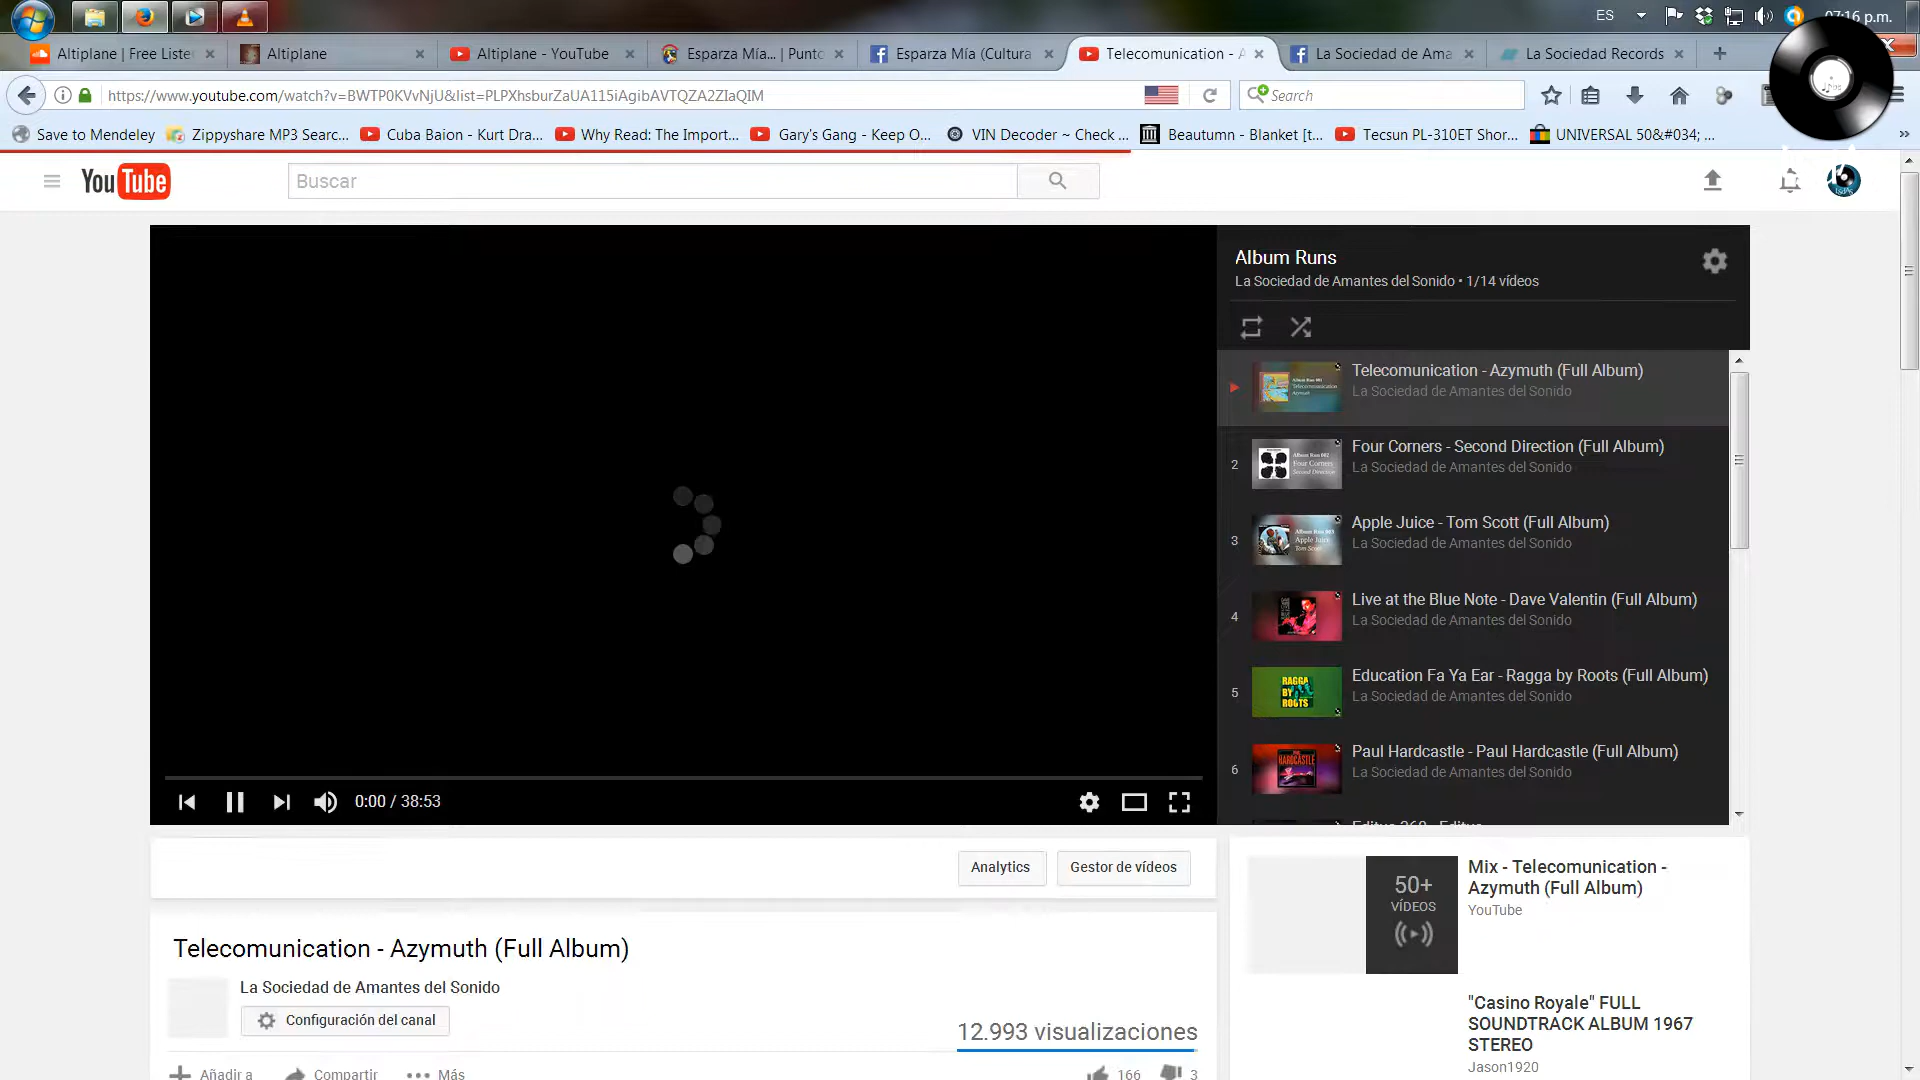 ES
07:16 p.m.
Altiplane | Free Lister
Altiplane
Altiplane - YouTube
Esparza Mía... | Punto
Esparza Mía (Cultura
Telecomunication - A
La Sociedad de Ama
La Sociedad Records
https://www.youtube.com/watch?v=BWTP0KVvNjU&list=PLPXhsburZaUA115iAgibAVTQZA2ZIaQIM
Search
Save to Mendeley
Zippyshare MP3 Searc...
Cuba Baion - Kurt Dra...
Why Read: The Import...
Gary's Gang - Keep O...
VIN Decoder ~ Check ...
Beautumn - Blanket [t...
Tecsun PL-310ET Shor...
UNIVERSAL 50&#034; ...
YouTube
Buscar
Album Runs
La Sociedad de Amantes del Sonido • 1/14 vídeos
Telecomunication - Azymuth (Full Album)
La Sociedad de Amantes del Sonido
2
Four Corners - Second Direction (Full Album)
La Sociedad de Amantes del Sonido
3
Apple Juice - Tom Scott (Full Album)
La Sociedad de Amantes del Sonido
4
Live at the Blue Note - Dave Valentin (Full Album)
La Sociedad de Amantes del Sonido
5
RAGGA
BY
ROOTS
Education Fa Ya Ear - Ragga by Roots (Full Album)
La Sociedad de Amantes del Sonido
6
HARDCASTLE
Paul Hardcastle - Paul Hardcastle (Full Album)
La Sociedad de Amantes del Sonido
0:00 / 38:53
Analytics
Gestor de vídeos
Telecomunication - Azymuth (Full Album)
La Sociedad de Amantes del Sonido
Configuración del canal
12.993 visualizaciones
Añadir a
Compartir
Más
166
3
50+
VÍDEOS
Mix - Telecomunication -
Azymuth (Full Album)
YouTube
"Casino Royale" FULL
SOUNDTRACK ALBUM 1967
STEREO
Jason1920